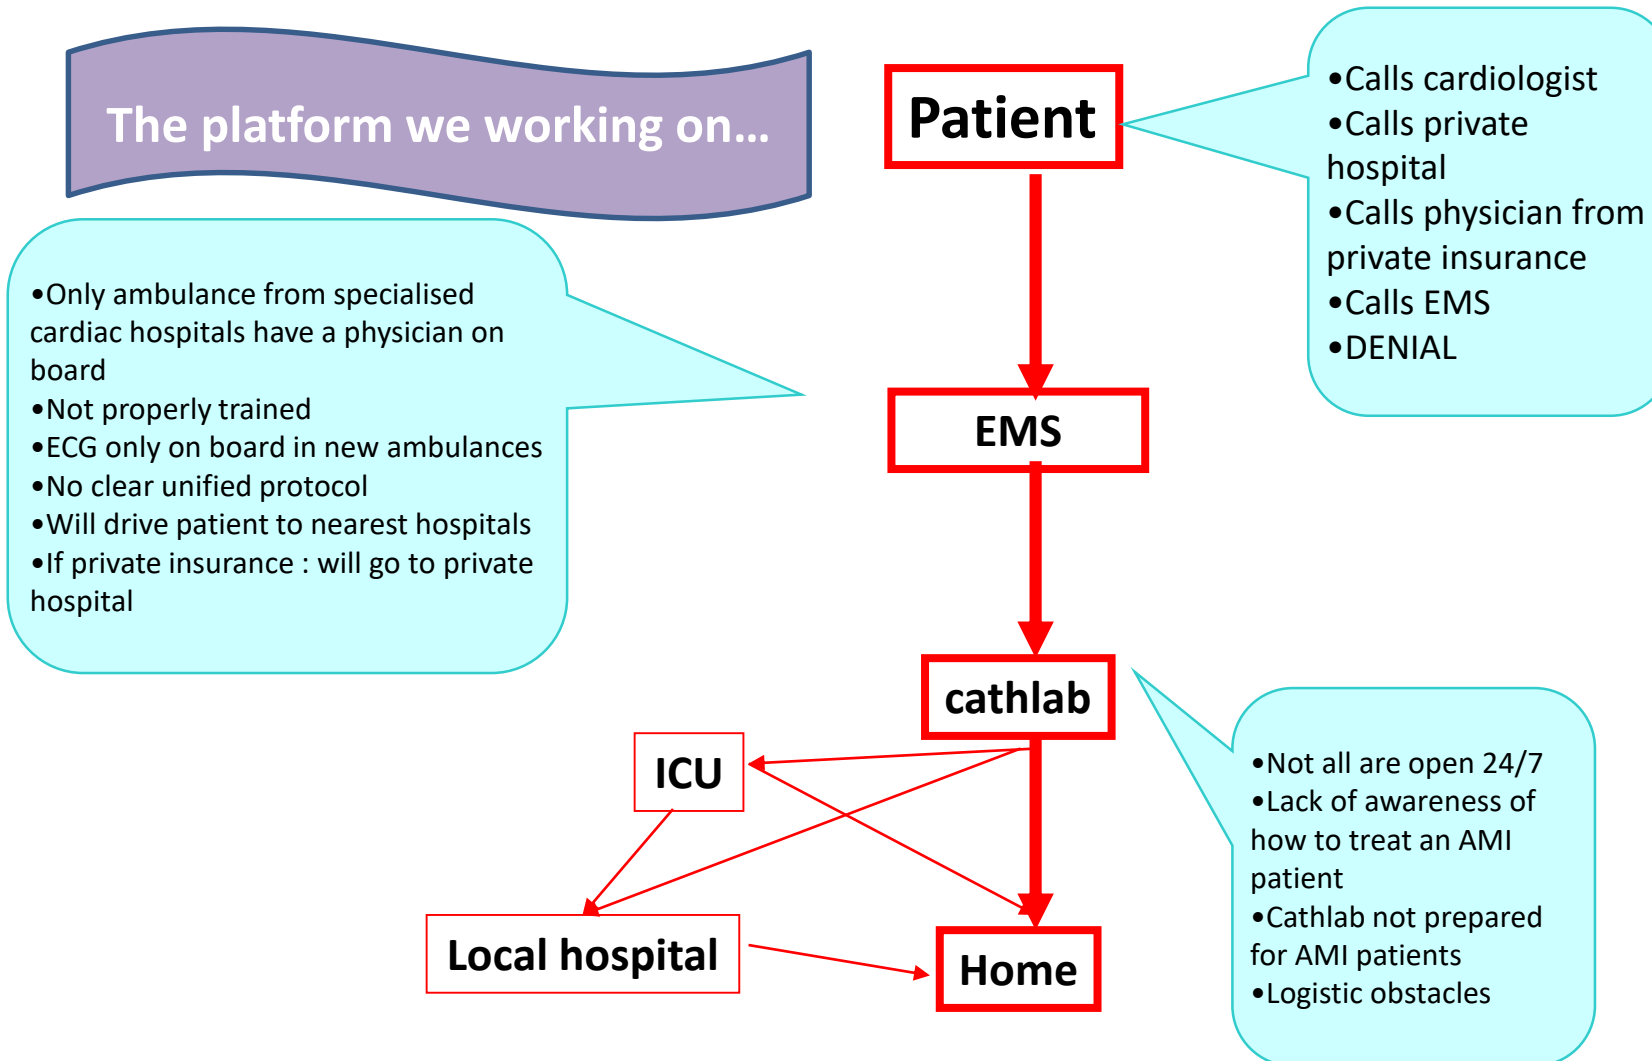 The platform we working on...
Patient
•Calls cardiologist
•Calls private
hospital
•Calls physician from
private insurance
•Calls EMS
•DENIAL
•Only ambulance from specialised
cardiac hospitals have a physician on
board
•Not properly trained
•ECG only on board in new ambulances
•No clear unified protocol
•Will drive patient to nearest hospitals
•If private insurance : will go to private
hospital
EMS
cathlab
ICU
•Not all are open 24/7
•Lack of awareness of
how to treat an AMI
patient
•Cathlab not prepared
for AMI patients
•Logistic obstacles
Local hospital
Home